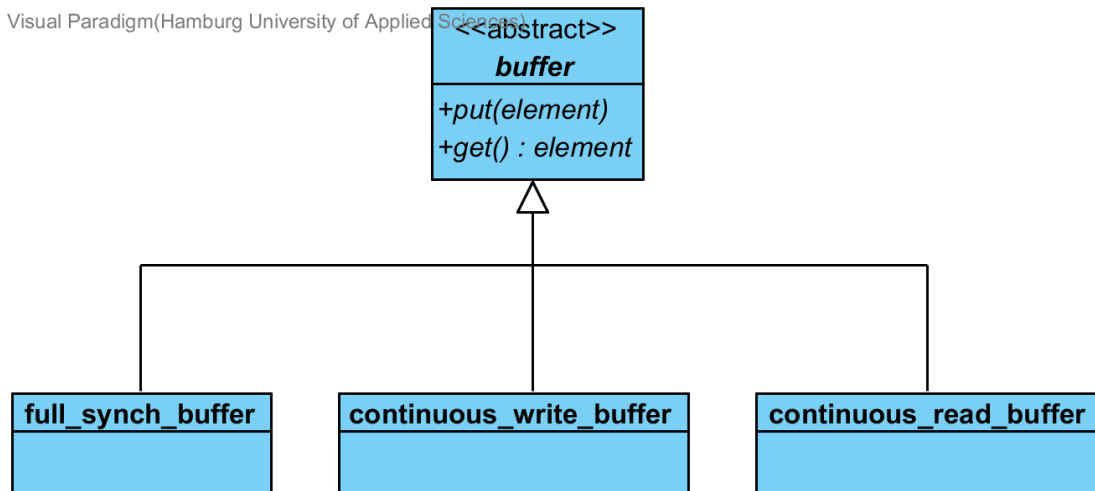 Visual Paradigm(Hamburg University of Applied Sciences)
<<abstract>>
buffer
+put(element)
+get() : element
full_synch_buffer
continuous_write_buffer
continuous_read_buffer